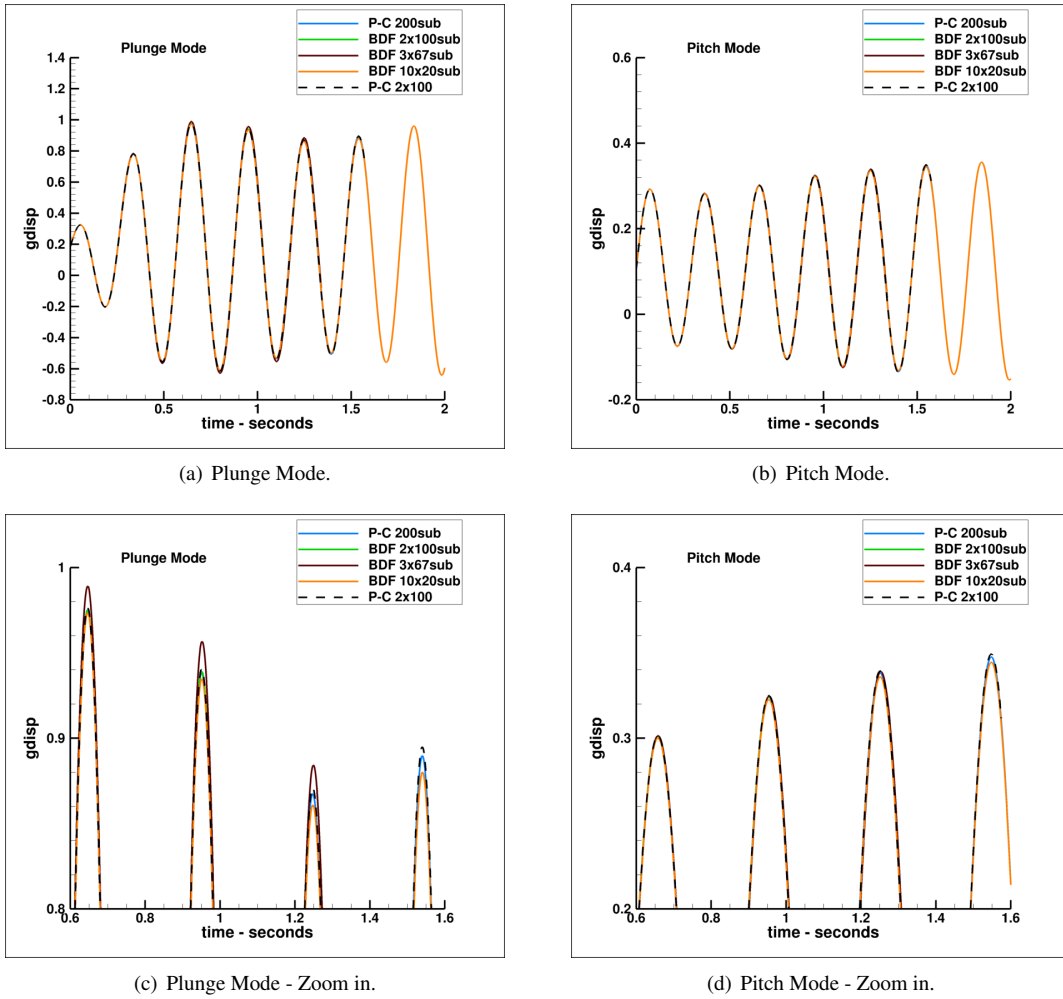 Plunge Mode
P-C 200sub
BDF 2x100sub
BDF 3x67sub
BDF 10x20sub
P-C 2x100
gdisp
1.4
1.2
1
0.8
0.6
0.4
0.2
0
-0.2
-0.4
-0.6
-0.8
0 0.5 1 1.5 2
time - seconds
(a) Plunge Mode.
Pitch Mode
P-C 200sub
BDF 2x100sub
BDF 3x67sub
BDF 10x20sub
P-C 2x100
gdisp
0.6
0.4
0.2
0
-0.2
0 0.5 1 1.5 2
time - seconds
(b) Pitch Mode.
Plunge Mode
P-C 200sub
BDF 2x100sub
BDF 3x67sub
BDF 10x20sub
P-C 2x100
gdisp
1
0.9
0.8
0.6 0.8 1 1.2 1.4 1.6
time - seconds
(c) Plunge Mode - Zoom in.
Pitch Mode
P-C 200sub
BDF 2x100sub
BDF 3x67sub
BDF 10x20sub
P-C 2x100
gdisp
0.4
0.3
0.2
0.6 0.8 1 1.2 1.4 1.6
time - seconds
(d) Pitch Mode - Zoom in.